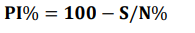 PI% = 100 − S/N%